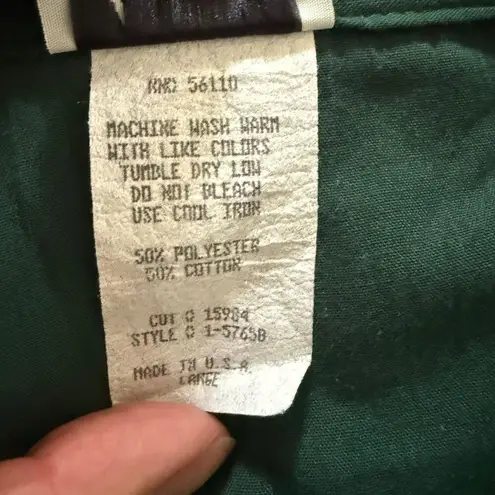 RN# 56110
MACHINE WASH WARM
WITH LIKE COLORS
TUMBLE DRY LOW
DO NOT BLEACH
USE COOL IRON
50% POLYESTER
50% COTTON
CUT # 15984
STYLE # 1-5765B
MADE IN U.S.A.
LARGE